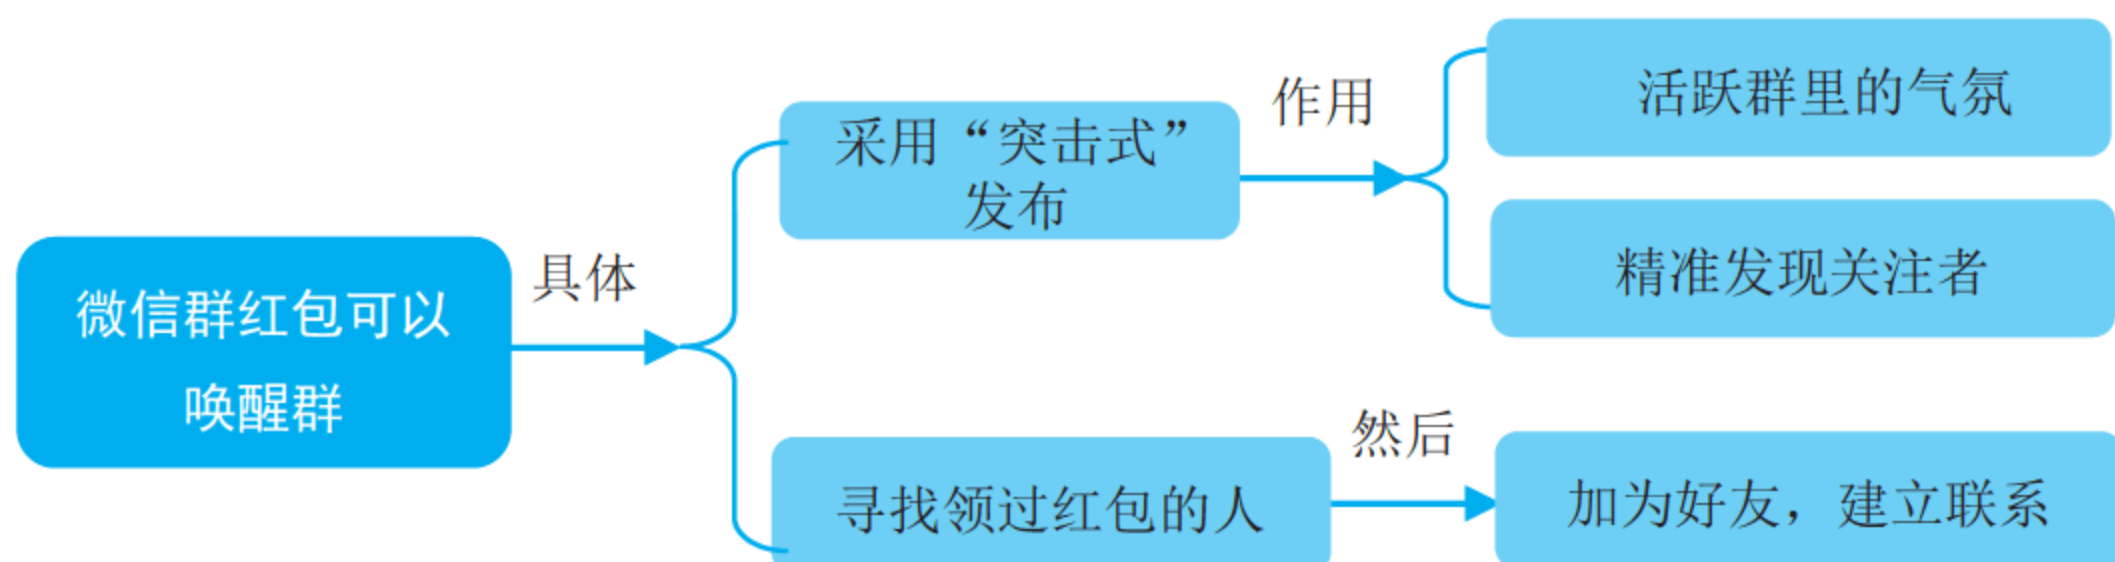 微信群红包可以
唤醒群
具体
采用“突击式”
发布
作用
活跃群里的气氛
精准发现关注者
寻找领过红包的人
然后
加为好友，建立联系